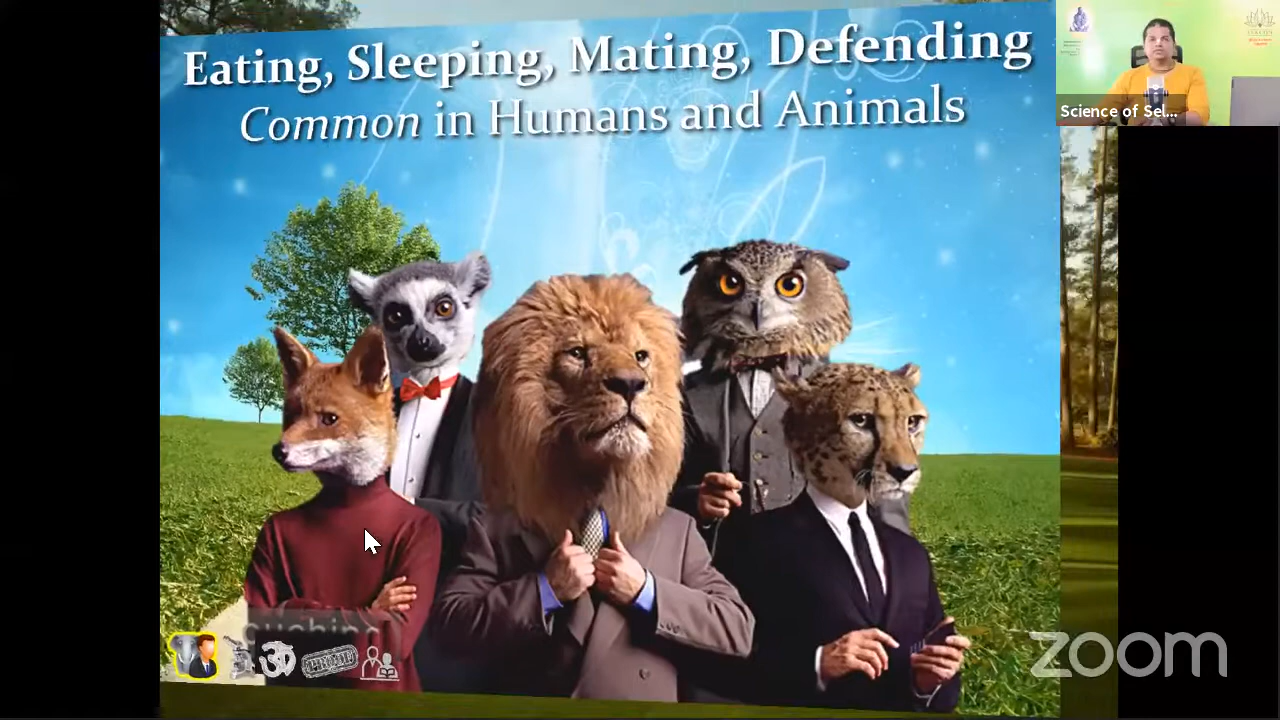 Eating, Sleeping, Mating, Defending
Common in Humans and Animals
Science of Sel...
ॐ
zoom